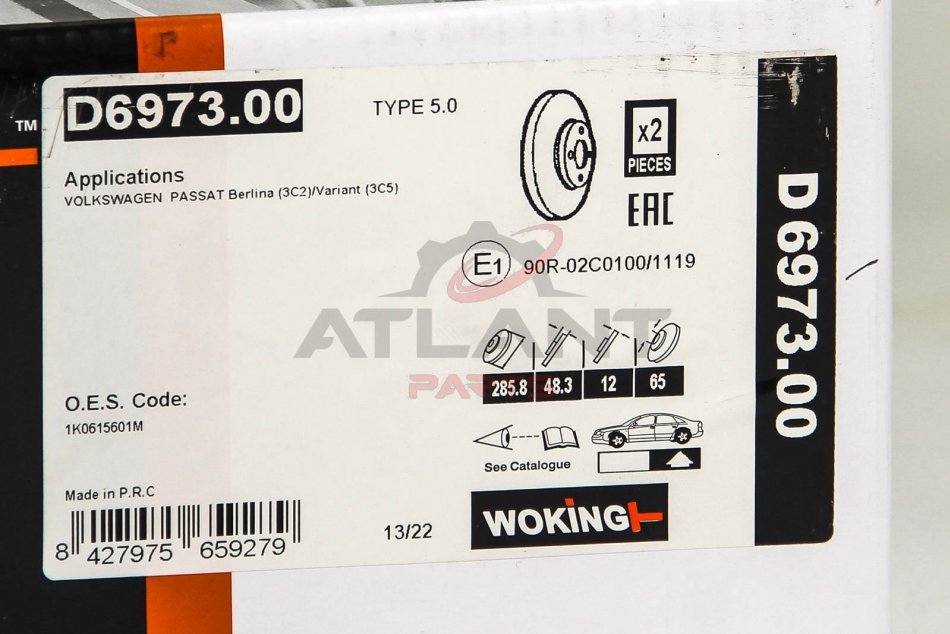 TM
D6973.00
TYPE 5.0
x2
PIECES
Applications
VOLKSWAGEN PASSAT Berlina (3C2)/Variant (3C5)
EAC
E1 90R-02C0100/1119
ATLANT
PARTS
285.8 48.3 12 65
O.E.S. Code:
1K0615601M
See Catalogue
Made in P.R.C
8 427975 659279
13/22
WOKING
D 6973.00